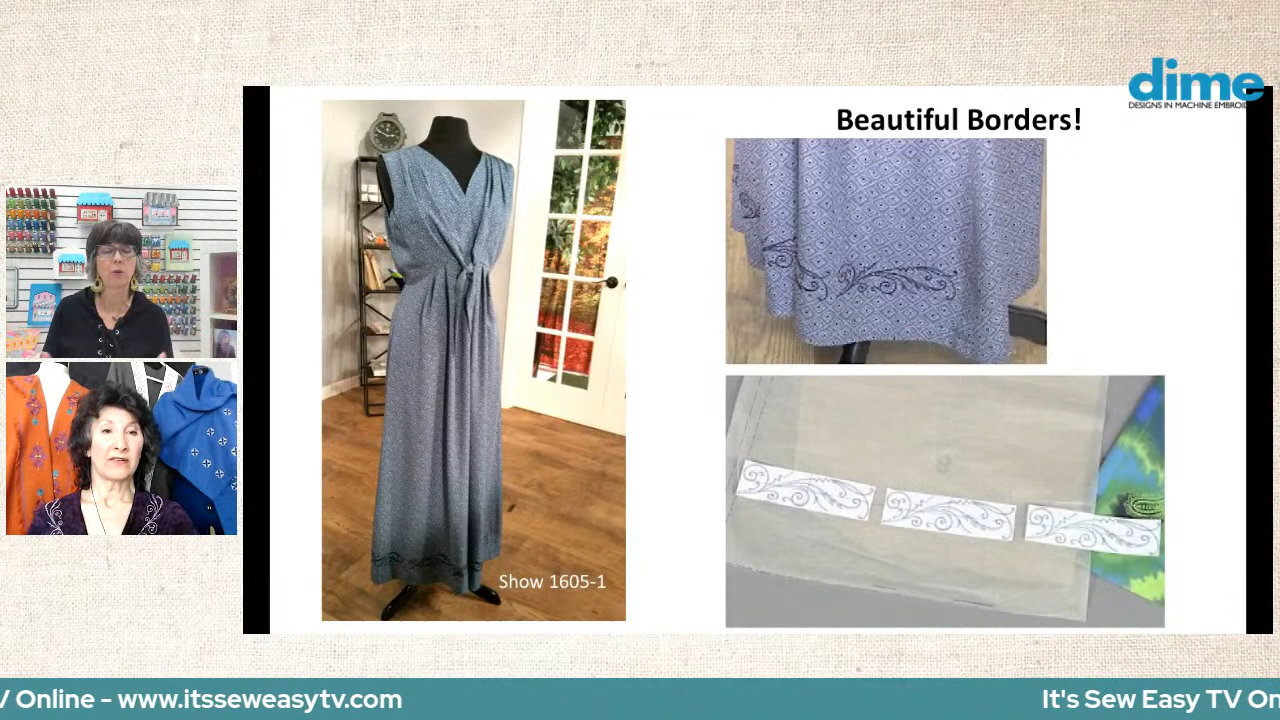 dime
DESIGNS IN MACHINE EMBROI
Beautiful Borders!
Show 1605-1
V Online - www.itsseweasytv.com
It's Sew Easy TV On